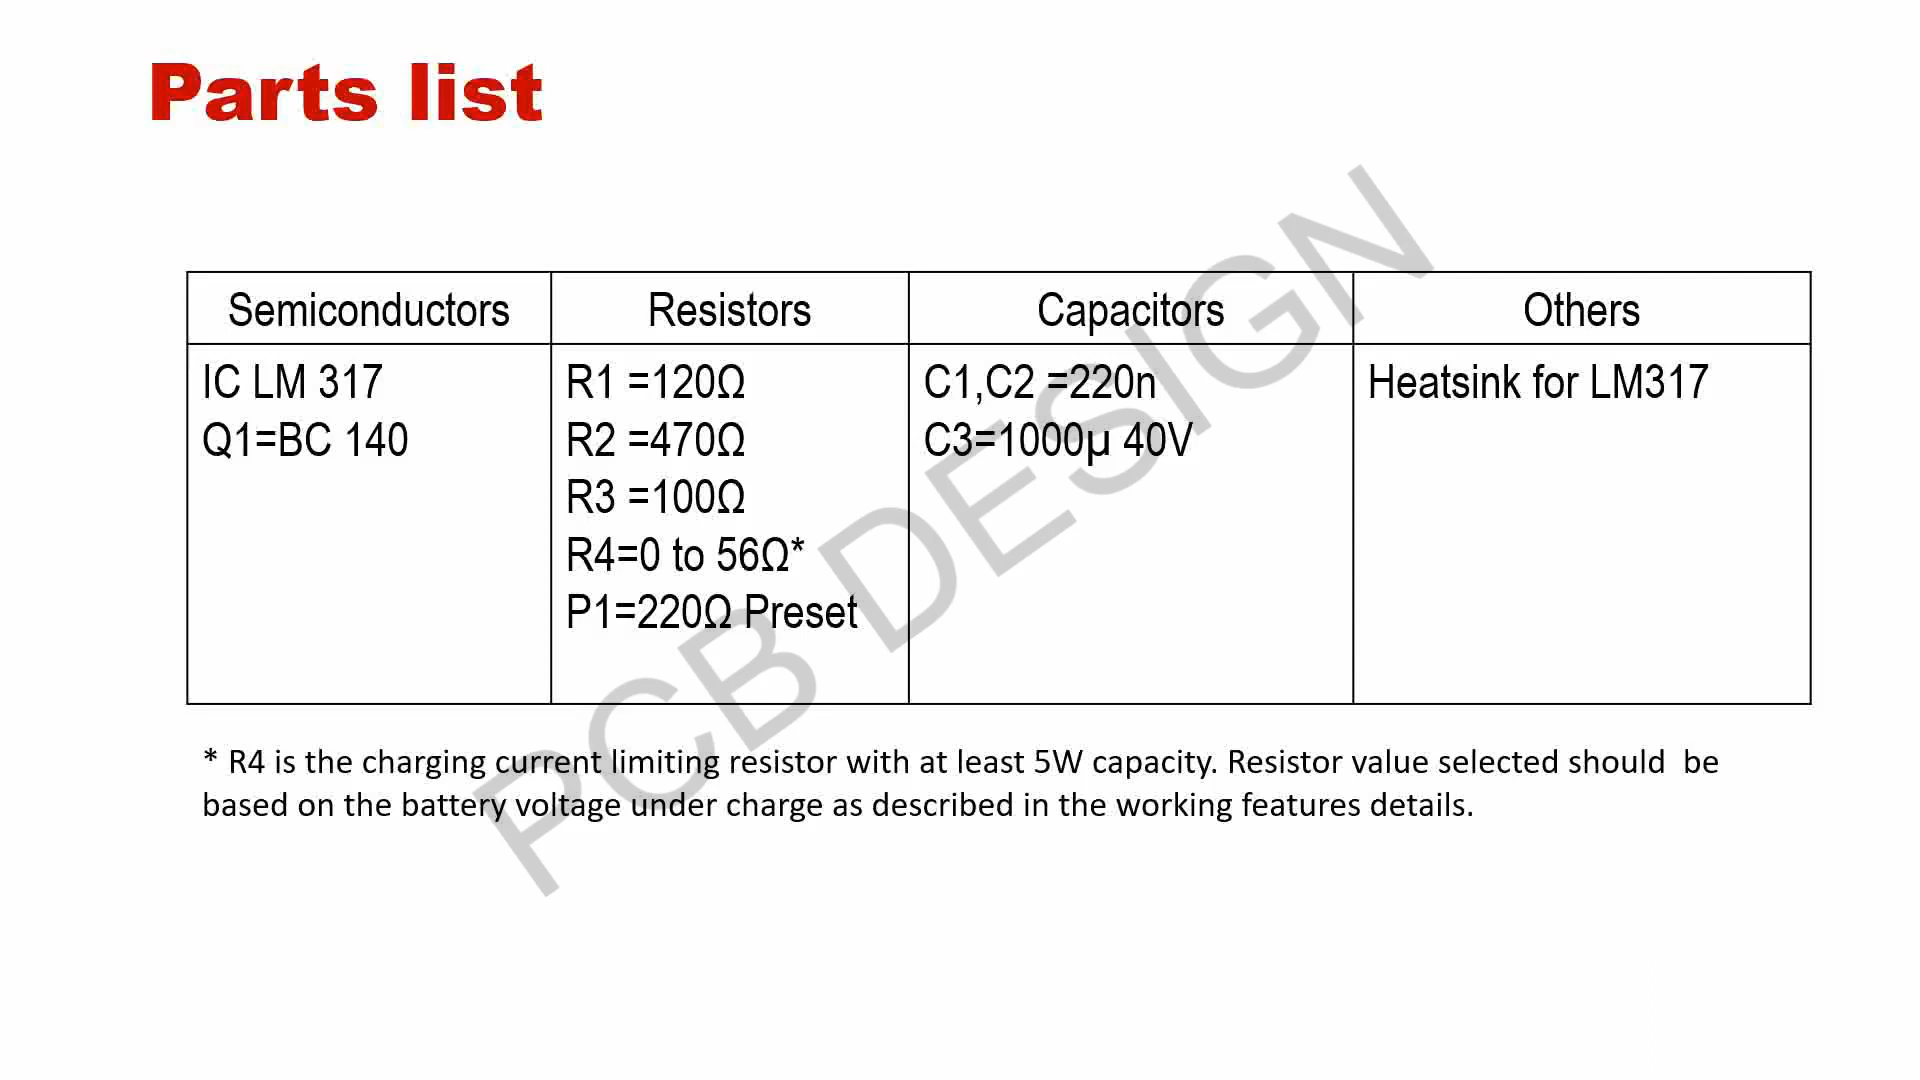 Parts list
Semiconductors
Resistors
Capacitors
Others
IC LM 317
Q1=BC 140
R1 =120Ω
R2 =470Ω
R3 =100Ω
R4=0 to 56Ω*
P1=220Ω Preset
C1,C2 =220n
C3=1000µ 40V
Heatsink for LM317
* R4 is the charging current limiting resistor with at least 5W capacity. Resistor value selected should  be
based on the battery voltage under charge as described in the working features details.
PCB DESIGN